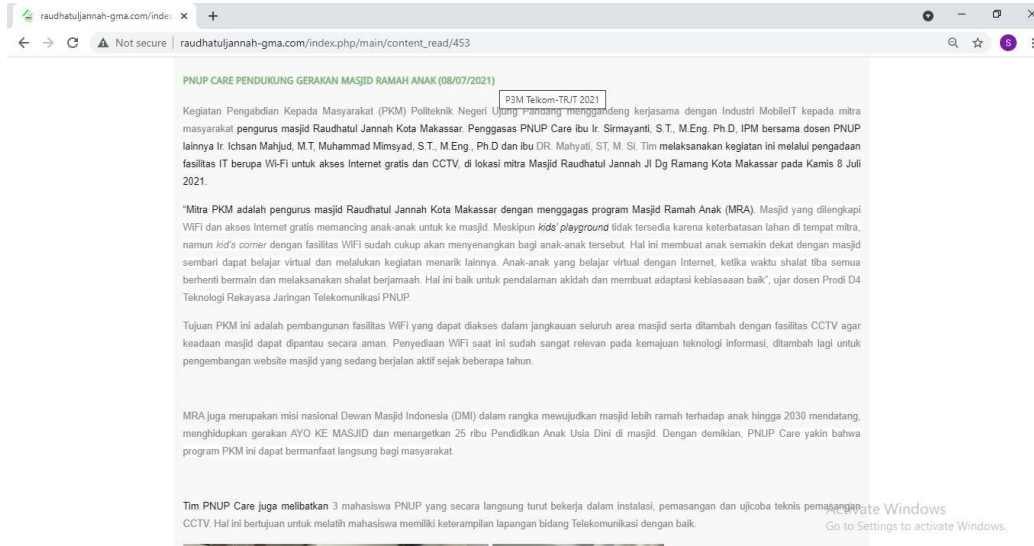 raudhatuljannah-gma.com/index
Not secure raudhatuljannah-gma.com/index.php/main/content_read/453
S
PNUP CARE PENDUKUNG GERAKAN MASJID RAMAH ANAK (08/07/2021)
P3M Telkom-TRJT 2021
Kegiatan Pengabdian Kepada Masyarakat (PKM) Politeknik Negeri Ujung Pandang menggandeng kerjasama dengan Industri MobileIT kepada mitra
masyarakat pengurus masjid Raudhatul Jannah Kota Makassar. Penggasas PNUP Care ibu Ir. Sirmayanti, S.T., M.Eng. Ph.D, IPM bersama dosen PNUP
lainnya Ir. Ichsan Mahjud, M.T, Muhammad Mimsyad, S.T., M.Eng., Ph.D dan ibu DR. Mahyati, ST, M. Si. Tim melaksanakan kegiatan ini melalui pengadaan
fasilitas IT berupa Wi-Fi untuk akses Internet gratis dan CCTV, di lokasi mitra Masjid Raudhatul Jannah Jl Dg Ramang Kota Makassar pada Kamis 8 Juli
2021.
"Mitra PKM adalah pengurus masjid Raudhatul Jannah Kota Makassar dengan menggagas program Masjid Ramah Anak (MRA). Masjid yang dilengkapi
WiFi dan akses Internet gratis memancing anak-anak untuk ke masjid. Meskipun kids' playground tidak tersedia karena keterbatasan lahan di tempat mitra,
namun kid's corner dengan fasilitas WiFi sudah cukup akan menyenangkan bagi anak-anak tersebut. Hal ini membuat anak semakin dekat dengan masjid
sembari dapat belajar virtual dan melalukan kegiatan menarik lainnya. Anak-anak yang belajar virtual dengan Internet, ketika waktu shalat tiba semua
berhenti bermain dan melaksanakan shalat berjamaah. Hal ini baik untuk pendalaman akidah dan membuat adaptasi kebiasaaan baik", ujar dosen Prodi D4
Teknologi Rekayasa Jaringan Telekomunikasi PNUP.
Tujuan PKM ini adalah pembangunan fasilitas WiFi yang dapat diakses dalam jangkauan seluruh area masjid serta ditambah dengan fasilitas CCTV agar
keadaan masjid dapat dipantau secara aman. Penyediaan WiFi saat ini sudah sangat relevan pada kemajuan teknologi informasi, ditambah lagi untuk
pengembangan website masjid yang sedang berjalan aktif sejak beberapa tahun.
MRA juga merupakan misi nasional Dewan Masjid Indonesia (DMI) dalam rangka mewujudkan masjid lebih ramah terhadap anak hingga 2030 mendatang,
menghidupkan gerakan AYO KE MASJID dan menargetkan 25 ribu Pendidikan Anak Usia Dini di masjid. Dengan demikian, PNUP Care yakin bahwa
program PKM ini dapat bermanfaat langsung bagi masyarakat.
Tim PNUP Care juga melibatkan 3 mahasiswa PNUP yang secara langsung turut bekerja dalam instalasi, pemasangan dan ujicoba teknis pemasangan
CCTV. Hal ini bertujuan untuk melatih mahasiswa memiliki keterampilan lapangan bidang Telekomunikasi dengan baik.
Activate Windows
Go to Settings to activate Windows.